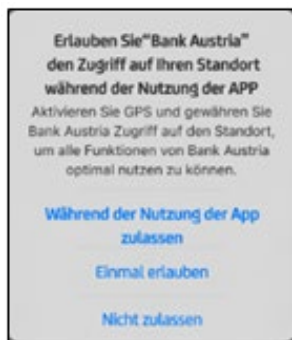 Erlauben Sie“Bank Austria”
den Zugriff auf Ihren Standort
während der Nutzung der APP
Aktivieren Sie GPS und gewähren Sie
Bank Austria Zugriff auf den Standort,
um alle Funktionen von Bank Austria
optimal nutzen zu können.
Während der Nutzung der App
zulassen
Einmal erlauben
Nicht zulassen